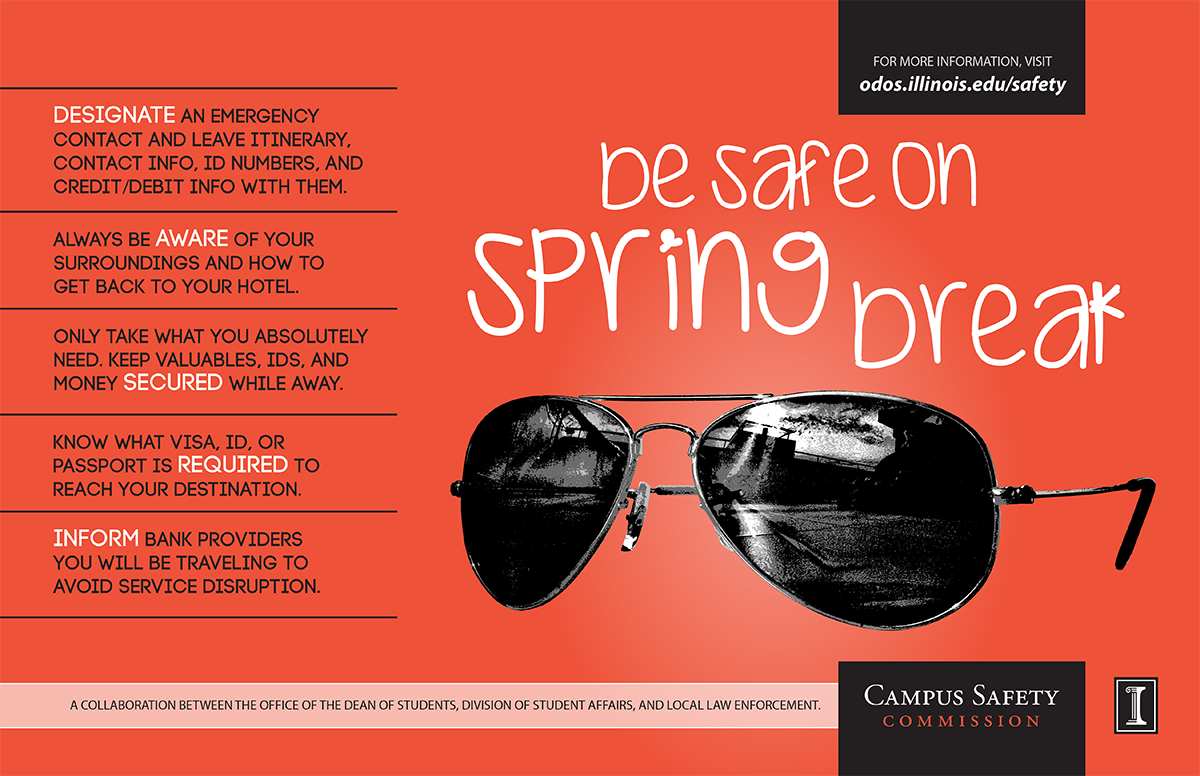 FOR MORE INFORMATION, VISIT
odos.illinois.edu/safety
be safe on
spring
break
DESIGNATE AN EMERGENCY
CONTACT AND LEAVE ITINERARY,
CONTACT INFO, ID NUMBERS, AND
CREDIT/DEBIT INFO WITH THEM.
ALWAYS BE AWARE OF YOUR
SURROUNDINGS AND HOW TO
GET BACK TO YOUR HOTEL.
ONLY TAKE WHAT YOU ABSOLUTELY
NEED. KEEP VALUABLES, IDS, AND
MONEY SECURED WHILE AWAY.
KNOW WHAT VISA, ID, OR
PASSPORT IS REQUIRED TO
REACH YOUR DESTINATION.
INFORM BANK PROVIDERS
YOU WILL BE TRAVELING TO
AVOID SERVICE DISRUPTION.
A COLLABORATION BETWEEN THE OFFICE OF THE DEAN OF STUDENTS, DIVISION OF STUDENT AFFAIRS, AND LOCAL LAW ENFORCEMENT.
CAMPUS SAFETY
COMMISSION
I